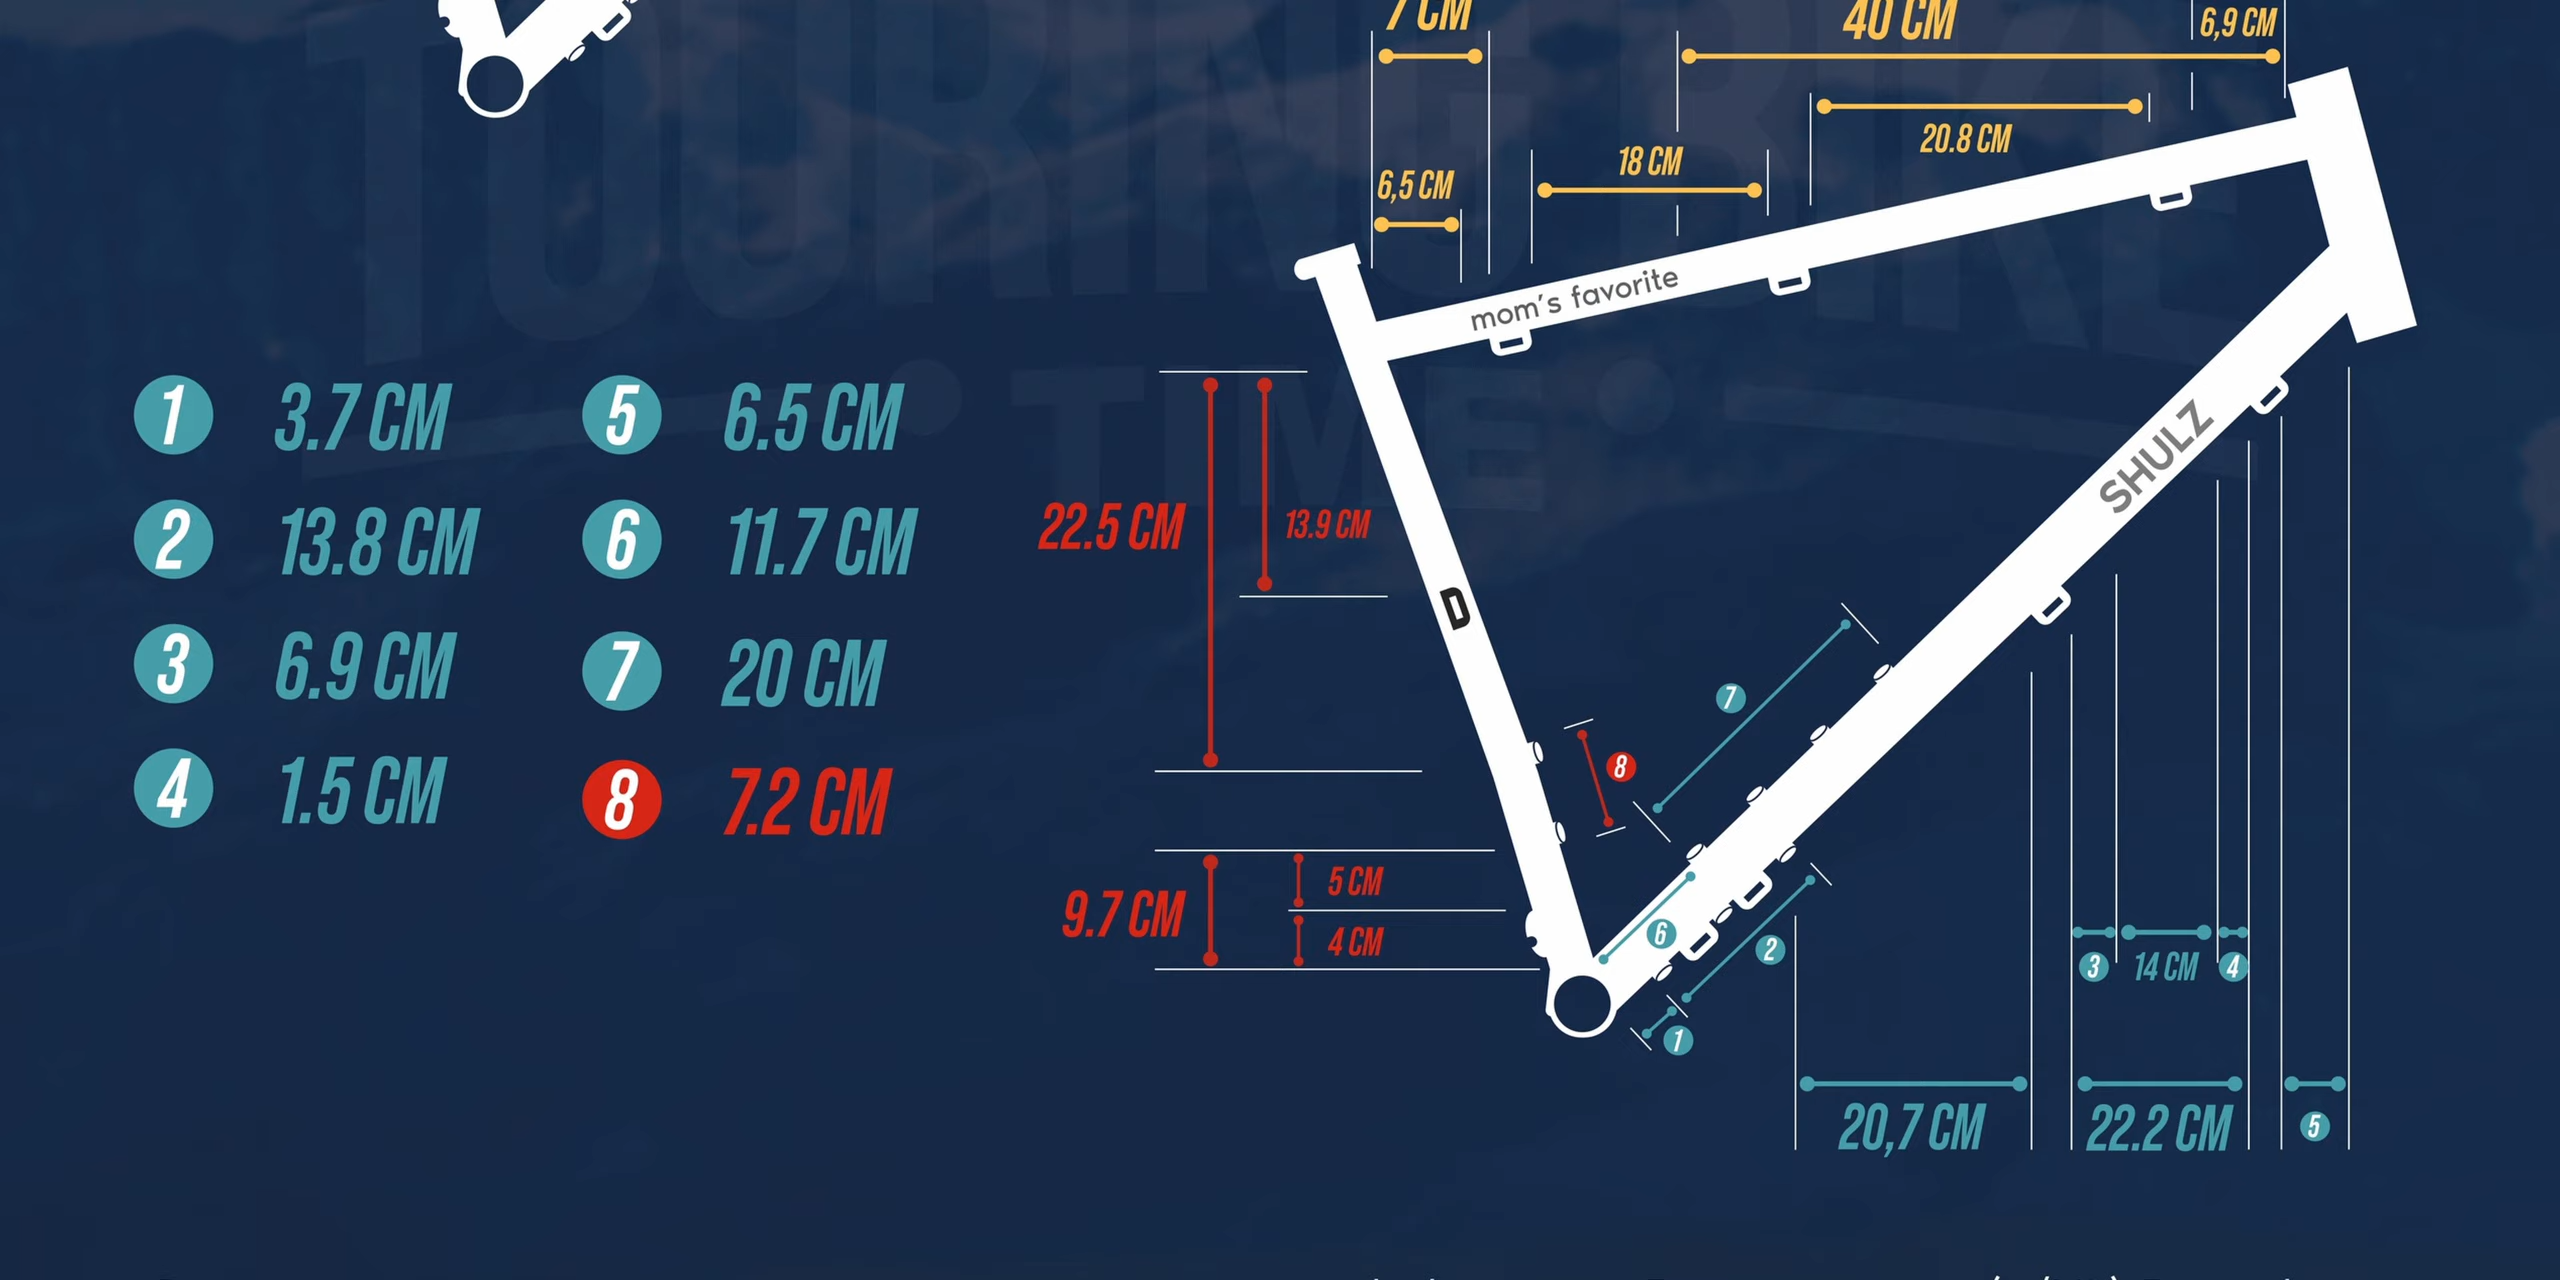 TOURING BIKE
TIME
7 CM
40 CM
6,9 CM
20.8 CM
18 CM
6,5 CM
mom's favorite
SHULZ
D
1 3.7 CM
5 6.5 CM
2 13.8 CM
6 11.7 CM
3 6.9 CM
7 20 CM
4 1.5 CM
8 7.2 CM
22.5 CM
13.9 CM
9.7 CM
5 CM
4 CM
7
8
6
2
1
3
14 CM
4
20,7 CM
22.2 CM
5